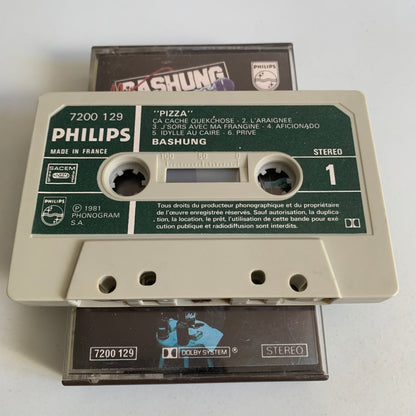 BASHUNG
7200 129
PHILIPS
MADE IN FRANCE
"PIZZA"
ÇA CACHE QUEKCHOSE - 2. L'ARAIGNEE
3. J'SORS AVEC MA FRANGINE - 4. AFICIONADO
5. IDYLLE AU CAIRE - 6. PRIVE
BASHUNG
STEREO
1
100 50 0
SACEM
PHILIPS
Ⓟ 1981
PHONOGRAM
S.A.
Tous droits du producteur phonographique et du propriétaire
de l'œuvre enregistrée réservés. Sauf autorisation, la duplica-
tion, la location, le prêt, l'utilisation de cette bande pour exé-
cution publique et radiodiffusion sont interdits.
7200 129
DOLBY SYSTEM ®
STEREO